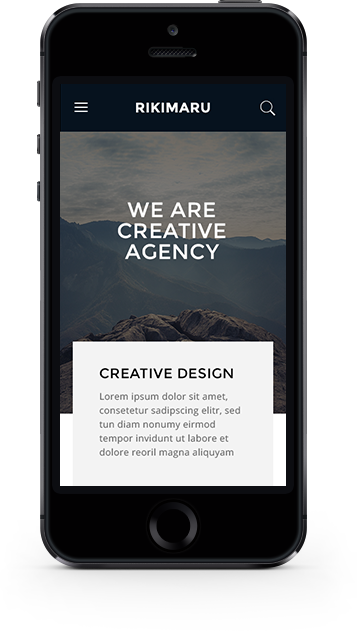 RIKIMARU
WE ARE
CREATIVE
AGENCY
CREATIVE DESIGN
Lorem ipsum dolor sit amet,
consetetur sadipscing elitr, sed
tun diam nonumy eirmod
tempor invidunt ut labore et
dolore reoril magna aliquyam